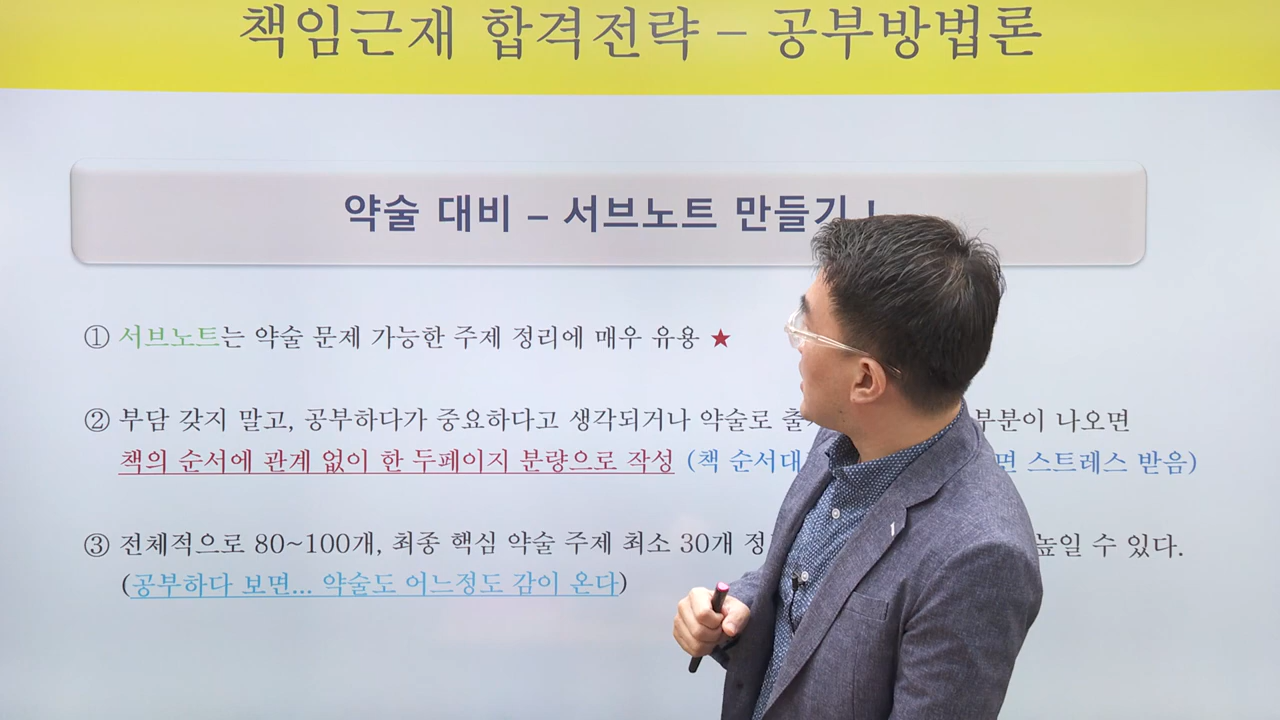 책임근재 합격전략 – 공부방법론
약술 대비 – 서브노트 만들기 !
① 서브노트는 약술 문제 가능한 주제 정리에 매우 유용 ★
② 부담 갖지 말고, 공부하다가 중요하다고 생각되거나 약술로 부분이 나오면
책의 순서에 관계 없이 한 두페이지 분량으로 작성 (책 순서대 면 스트레스 받음)
③ 전체적으로 80~100개, 최종 핵심 약술 주제 최소 30개 높일 수 있다.
(공부하다 보면... 약술도 어느정도 감이 온다)